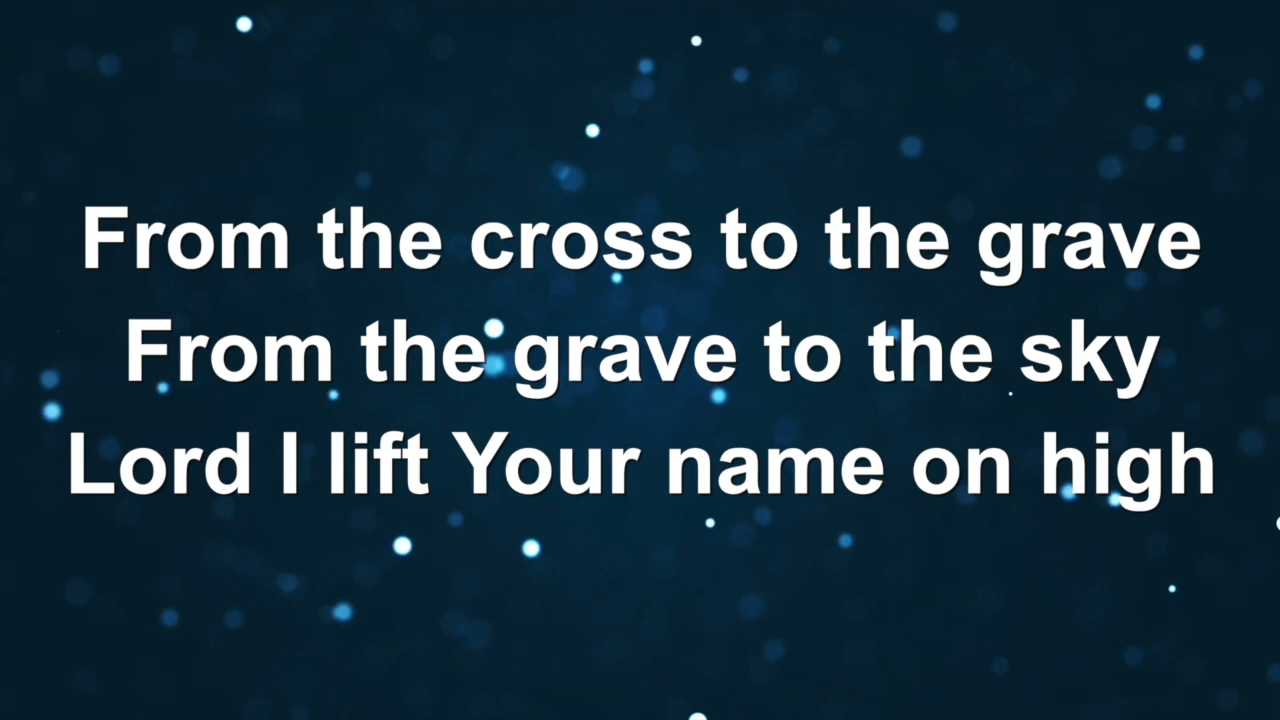 From the cross to the grave
From the grave to the sky
Lord I lift Your name on high